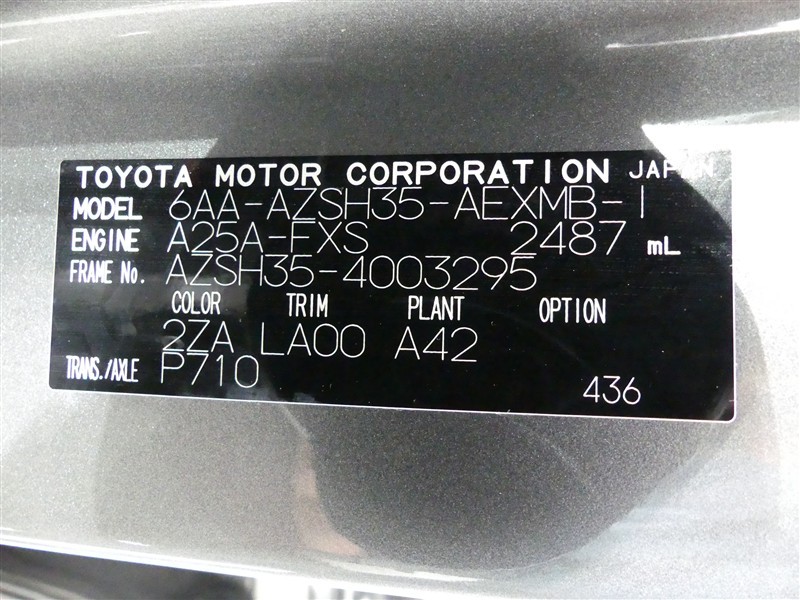 TOYOTA MOTOR CORPORATION JAPAN
MODEL 6AA-AZSH35-AEXMB-I
ENGINE A25A-FXS 2487 mL
FRAME No. AZSH35-4003295
COLOR TRIM PLANT OPTION
2ZA LA00 A42
TRANS./AXLE P710
436